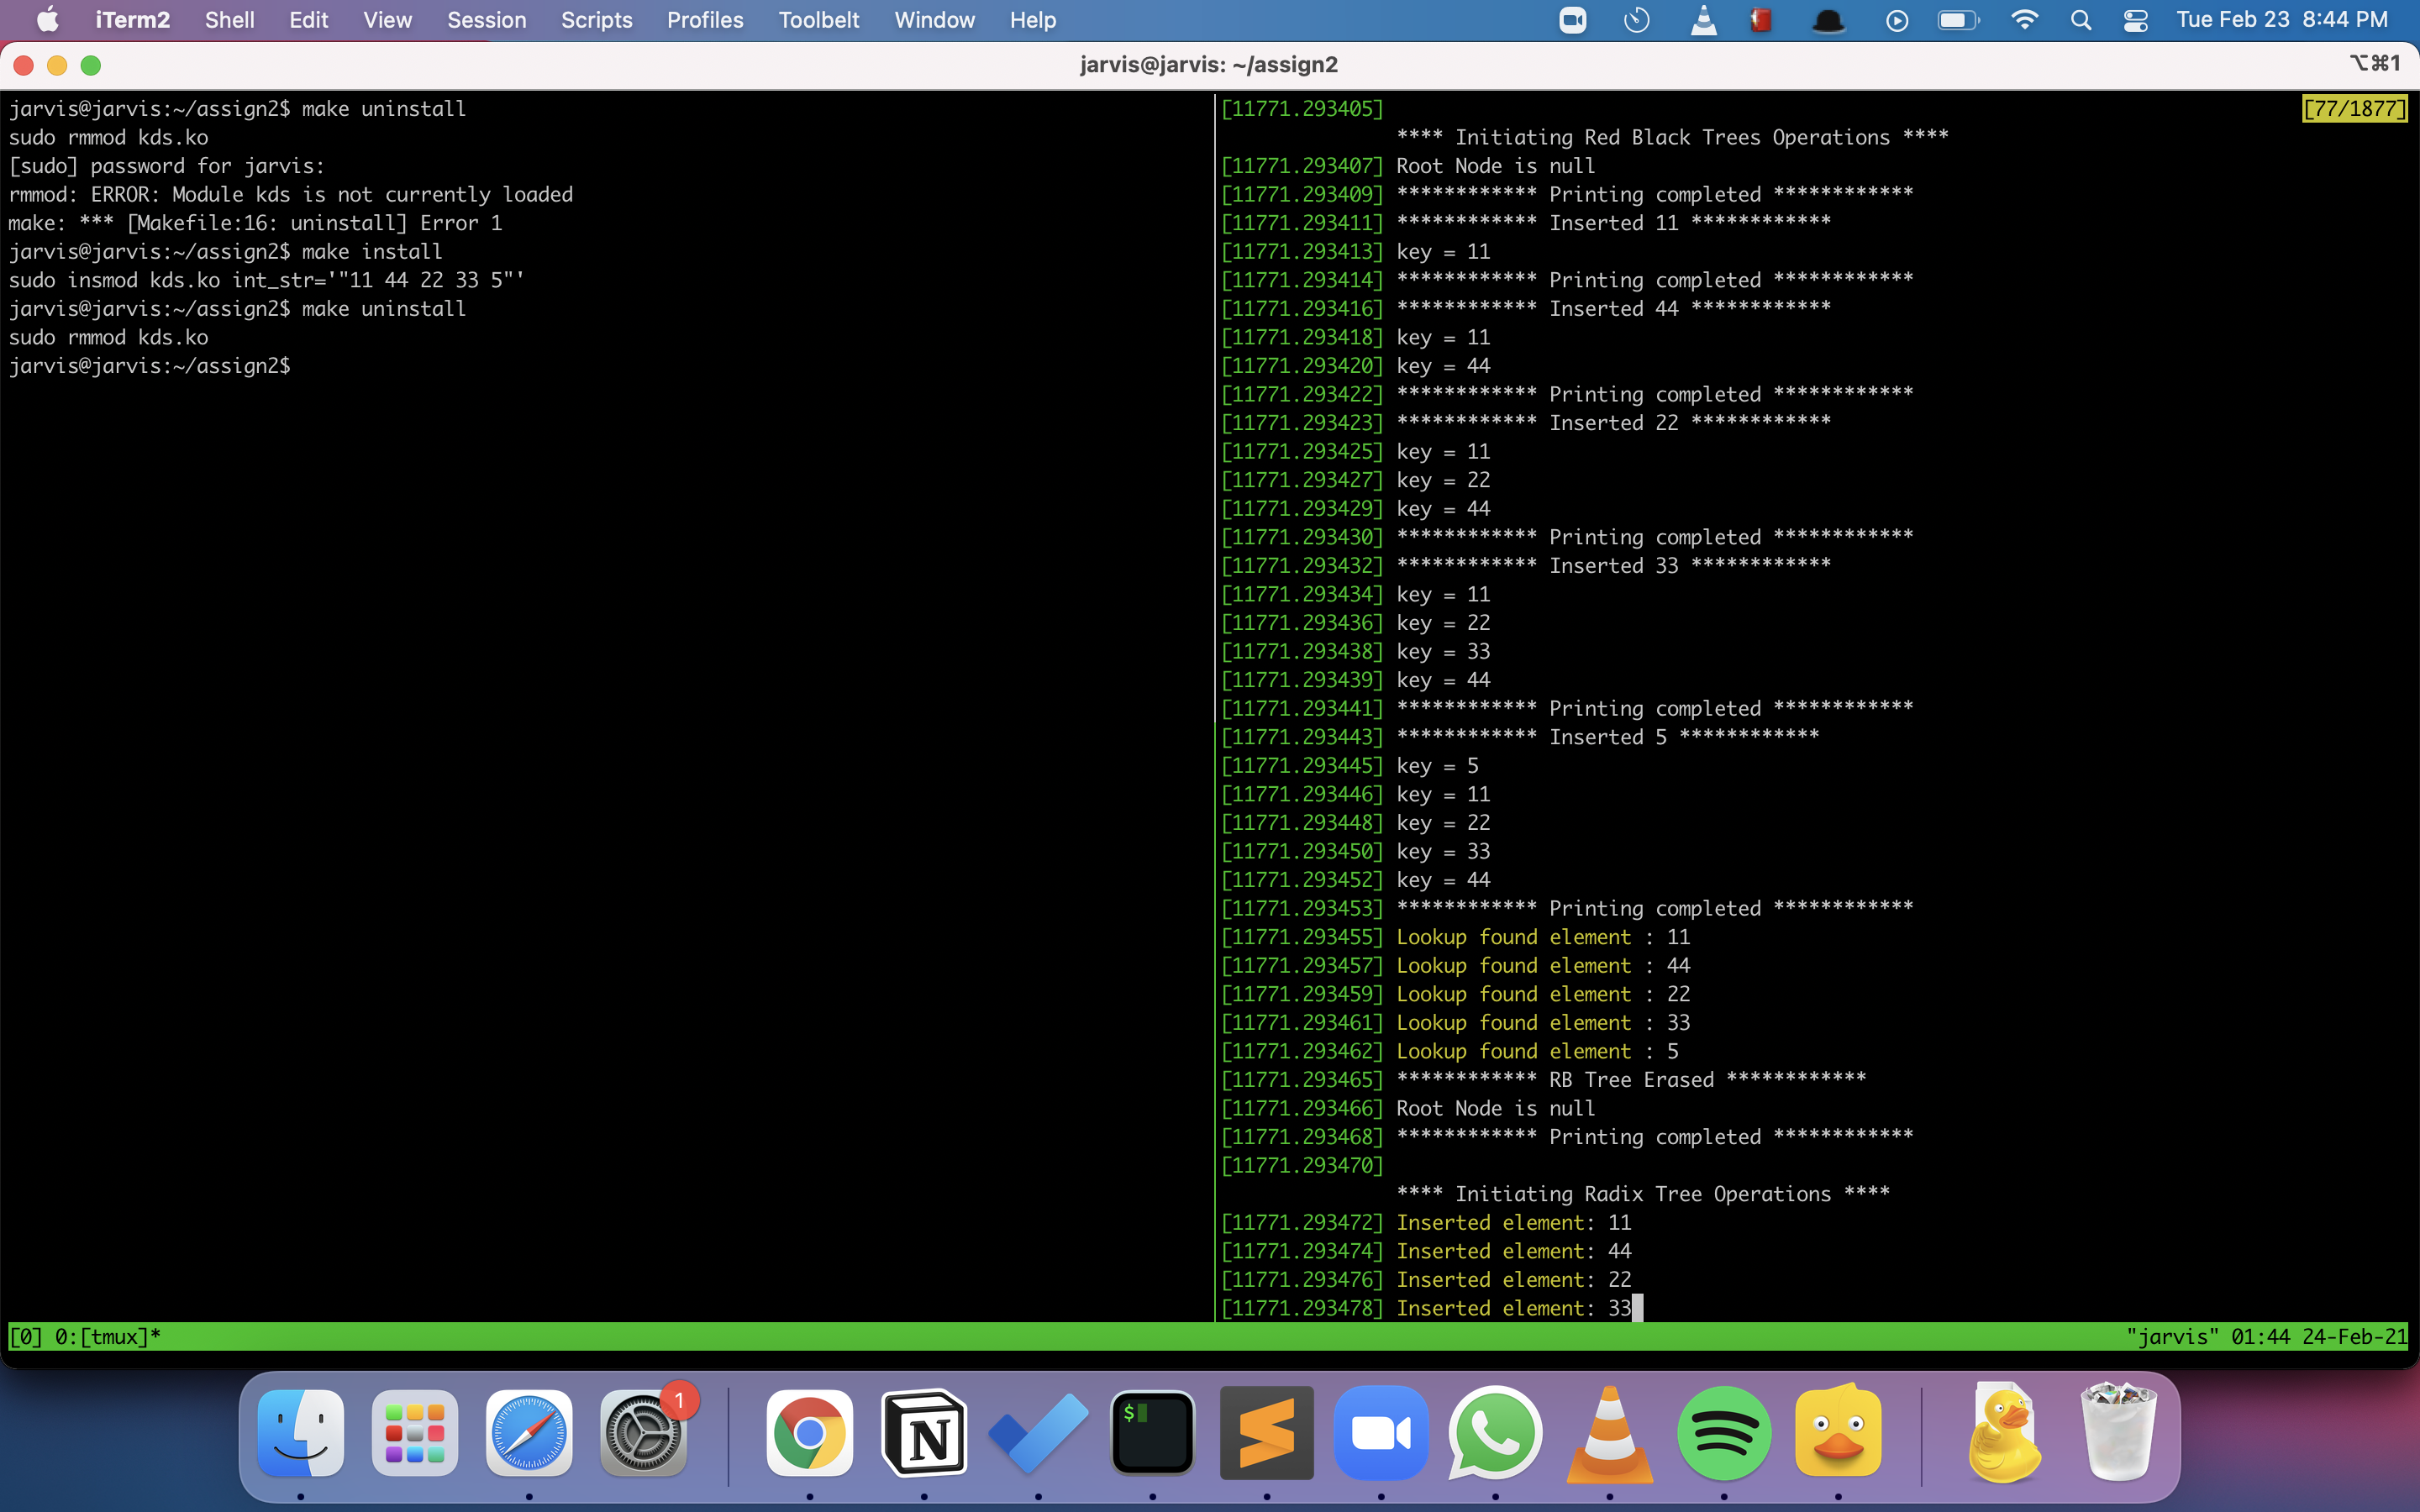 iTerm2 Shell Edit View Session Scripts Profiles Toolbelt Window Help Tue Feb 23 8:44 PM
jarvis@jarvis: ~/assign2 ⌥⌘1
jarvis@jarvis:~/assign2$ make uninstall
sudo rmmod kds.ko
[sudo] password for jarvis:
rmmod: ERROR: Module kds is not currently loaded
make: *** [Makefile:16: uninstall] Error 1
jarvis@jarvis:~/assign2$ make install
sudo insmod kds.ko int_str='"11 44 22 33 5"'
jarvis@jarvis:~/assign2$ make uninstall
sudo rmmod kds.ko
jarvis@jarvis:~/assign2$
[11771.293405] [77/1877]
**** Initiating Red Black Trees Operations ****
[11771.293407] Root Node is null
[11771.293409] ************ Printing completed ************
[11771.293411] ************ Inserted 11 ************
[11771.293413] key = 11
[11771.293414] ************ Printing completed ************
[11771.293416] ************ Inserted 44 ************
[11771.293418] key = 11
[11771.293420] key = 44
[11771.293422] ************ Printing completed ************
[11771.293423] ************ Inserted 22 ************
[11771.293425] key = 11
[11771.293427] key = 22
[11771.293429] key = 44
[11771.293430] ************ Printing completed ************
[11771.293432] ************ Inserted 33 ************
[11771.293434] key = 11
[11771.293436] key = 22
[11771.293438] key = 33
[11771.293439] key = 44
[11771.293441] ************ Printing completed ************
[11771.293443] ************ Inserted 5 ************
[11771.293445] key = 5
[11771.293446] key = 11
[11771.293448] key = 22
[11771.293450] key = 33
[11771.293452] key = 44
[11771.293453] ************ Printing completed ************
[11771.293455] Lookup found element : 11
[11771.293457] Lookup found element : 44
[11771.293459] Lookup found element : 22
[11771.293461] Lookup found element : 33
[11771.293462] Lookup found element : 5
[11771.293465] ************ RB Tree Erased ************
[11771.293466] Root Node is null
[11771.293468] ************ Printing completed ************
[11771.293470]
**** Initiating Radix Tree Operations ****
[11771.293472] Inserted element: 11
[11771.293474] Inserted element: 44
[11771.293476] Inserted element: 22
[11771.293478] Inserted element: 33
[0] 0:[tmux]* "jarvis" 01:44 24-Feb-21
1
N
$